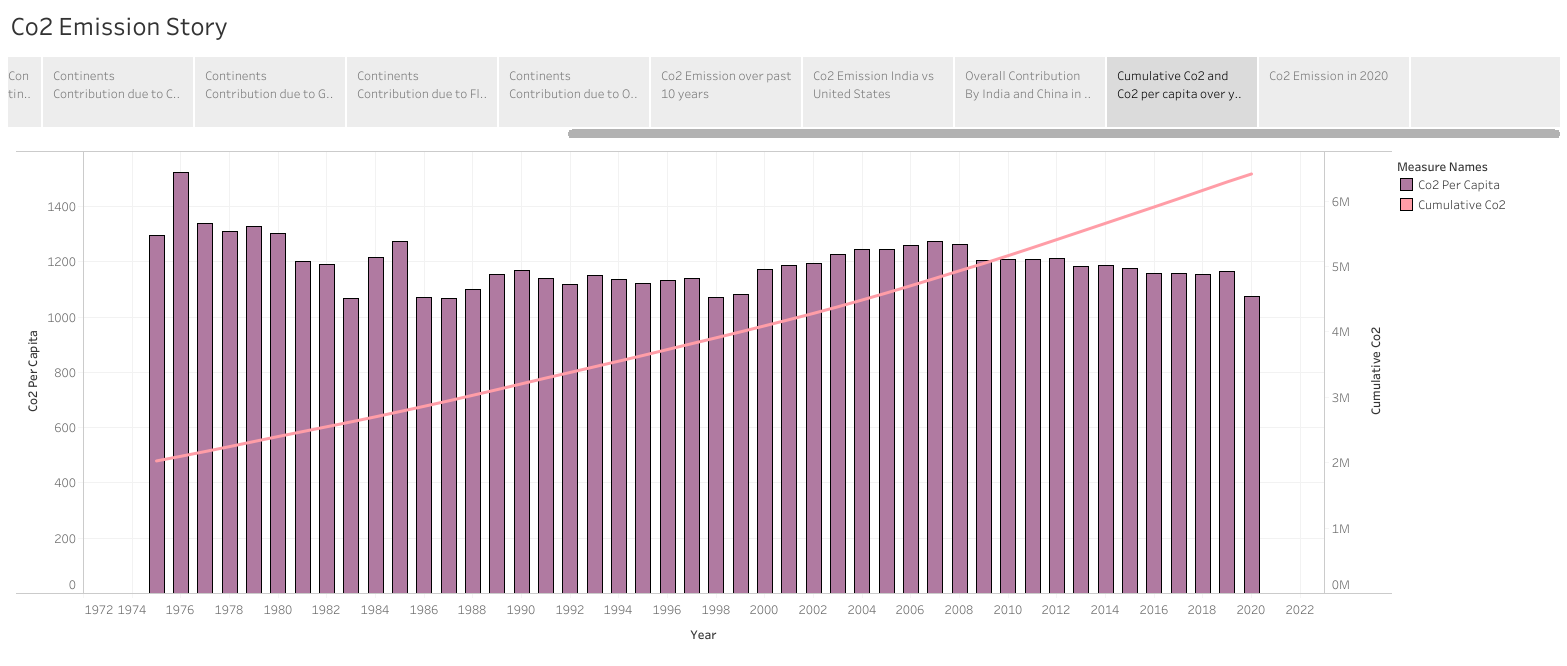 Co2 Emission Story
Con
tin..
Continents
Contribution due to C..
Continents
Contribution due to G..
Continents
Contribution due to Fl..
Continents
Contribution due to O..
Co2 Emission over past
10 years
Co2 Emission India vs
United States
Overall Contribution
By India and China in ..
Cumulative Co2 and
Co2 per capita over y..
Co2 Emission in 2020
Measure Names
Co2 Per Capita
Cumulative Co2
Co2 Per Capita
1400
1200
1000
800
600
400
200
0
6M
5M
4M
3M
2M
1M
0M
Cumulative Co2
1972 1974 1976 1978 1980 1982 1984 1986 1988 1990 1992 1994 1996 1998 2000 2002 2004 2006 2008 2010 2012 2014 2016 2018 2020 2022
Year